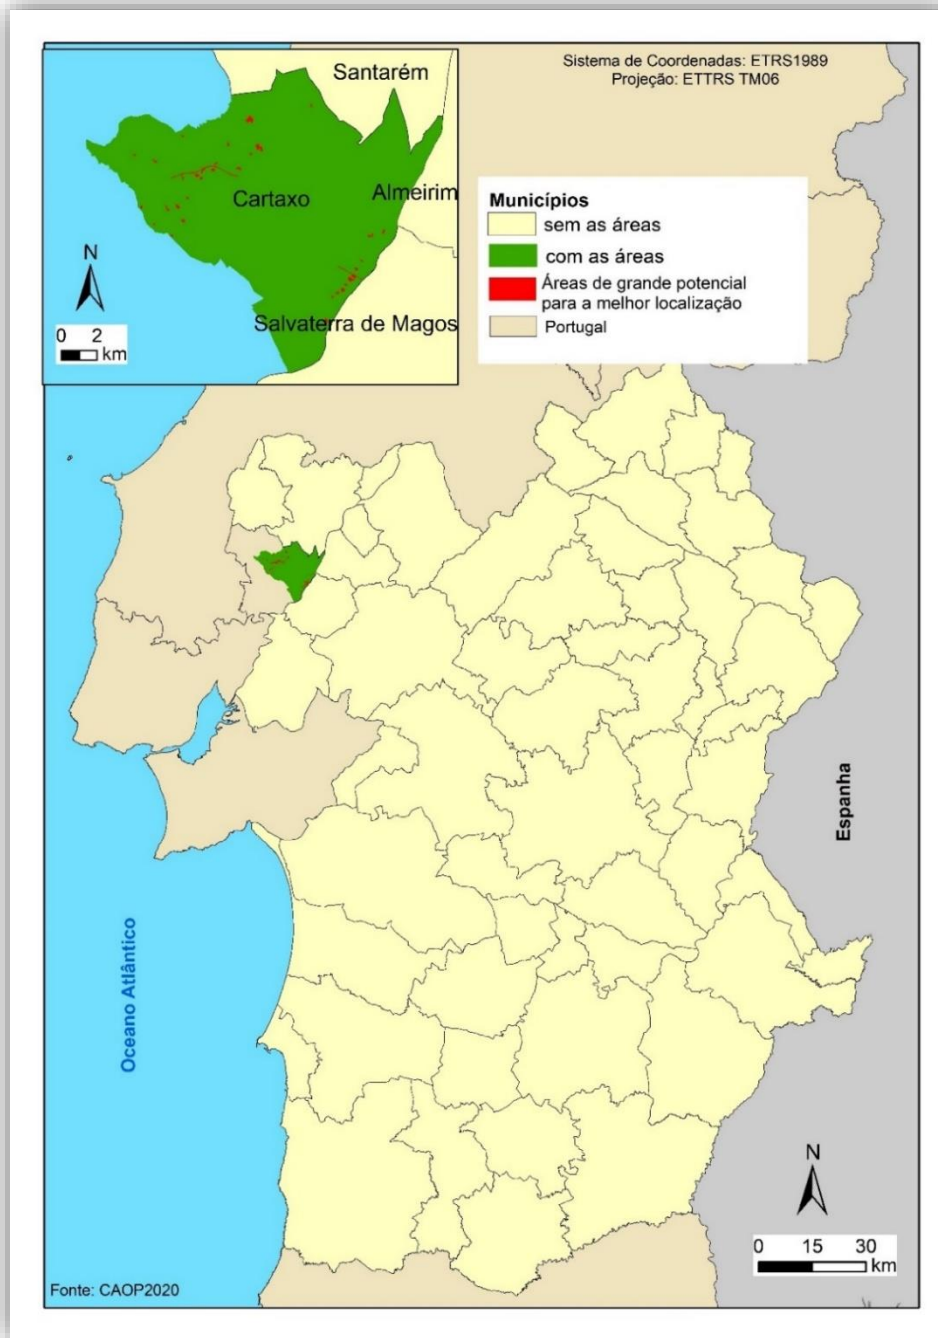 Sistema de Coordenadas: ETRS1989
Projeção: ETTRS TM06
Santarém
Cartaxo
Almeirim
Salvaterra de Magos
N
0 2
km
Municípios
sem as áreas
com as áreas
Áreas de grande potencial
para a melhor localização
Portugal
Espanha
Oceano Atlântico
N
0 15 30
km
Fonte: CAOP2020